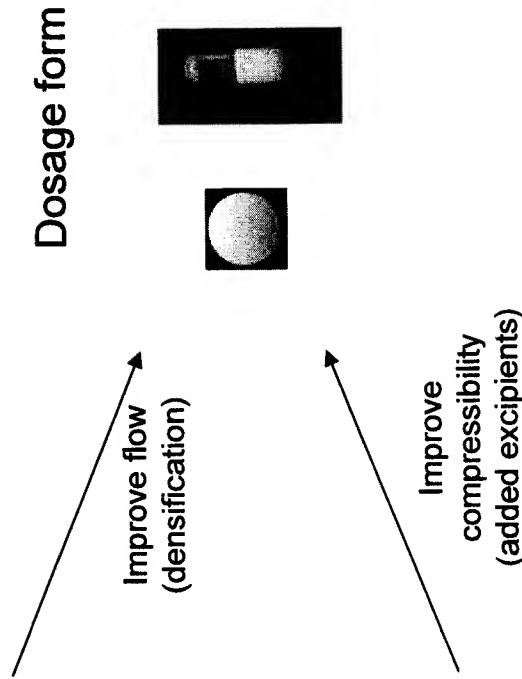 Dosage form
Improve flow
(densification)
Improve
compressibility
(added excipients)